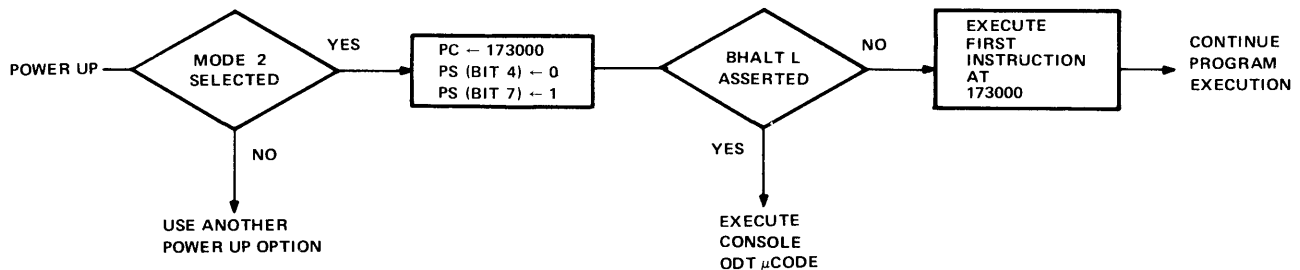 POWER UP
MODE 2
SELECTED
YES
NO
USE ANOTHER
POWER UP OPTION
PC ← 173000
PS (BIT 4) ← 0
PS (BIT 7) ← 1
BHALT L
ASSERTED
NO
YES
EXECUTE
CONSOLE
ODT μCODE
EXECUTE
FIRST
INSTRUCTION
AT
173000
CONTINUE
PROGRAM
EXECUTION